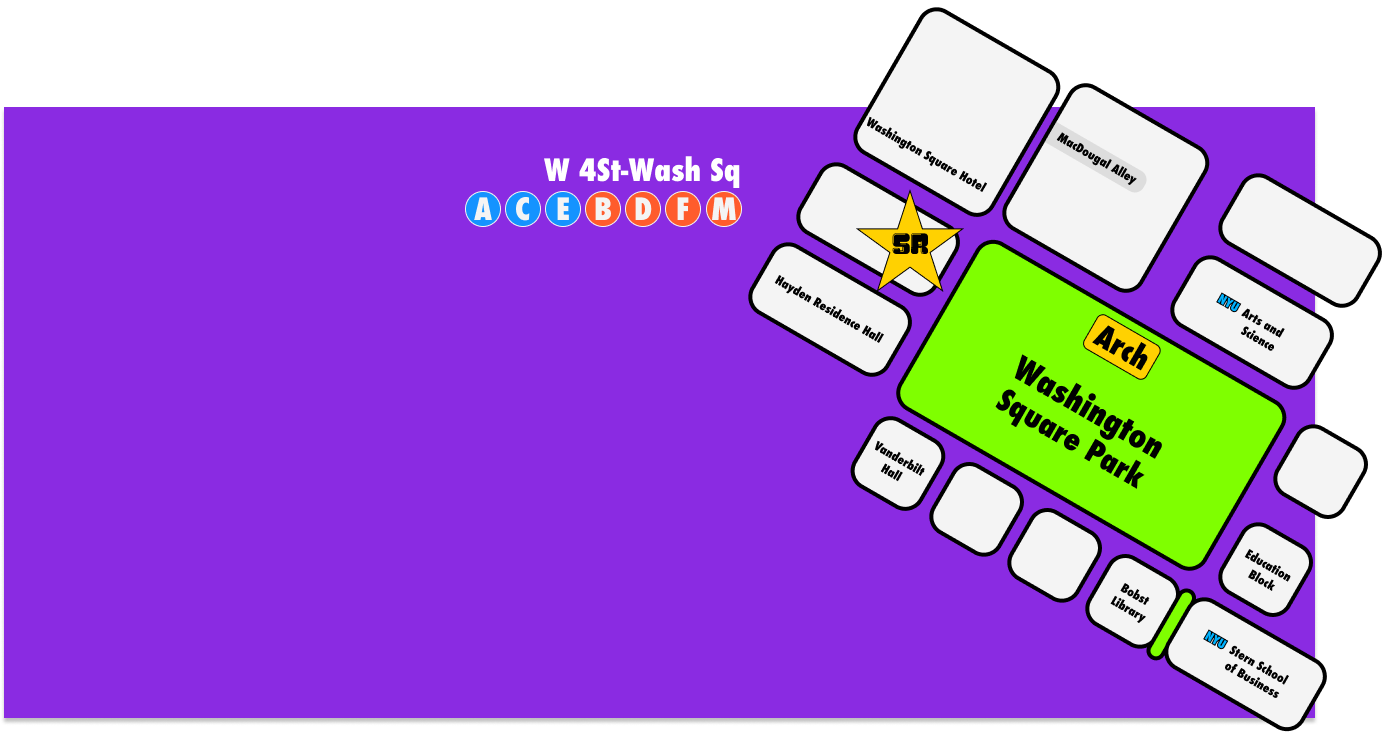 Washington Square Hotel
MacDougal Alley
W 4St-Wash Sq
A C E B D F M
SR
Hayden Residence Hall
NYU Arts and
Science
Arch
Washington
Square Park
Vanderbilt
Hall
Education
Block
Bobst
Library
NYU Stern School
of Business